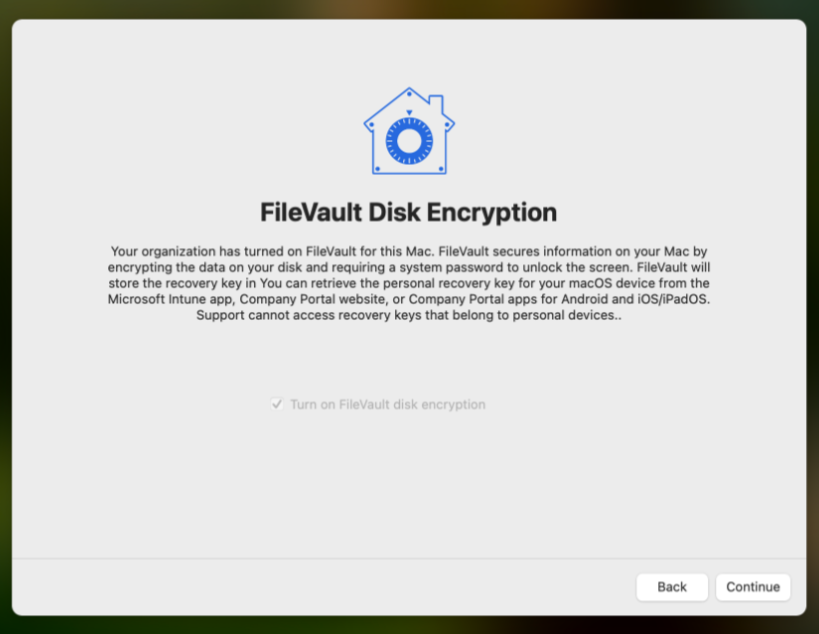 FileVault Disk Encryption
Your organization has turned on FileVault for this Mac. FileVault secures information on your Mac by
encrypting the data on your disk and requiring a system password to unlock the screen. FileVault will
store the recovery key in You can retrieve the personal recovery key for your macOS device from the
Microsoft Intune app, Company Portal website, or Company Portal apps for Android and iOS/iPadOS.
Support cannot access recovery keys that belong to personal devices..
Turn on FileVault disk encryption
Back
Continue